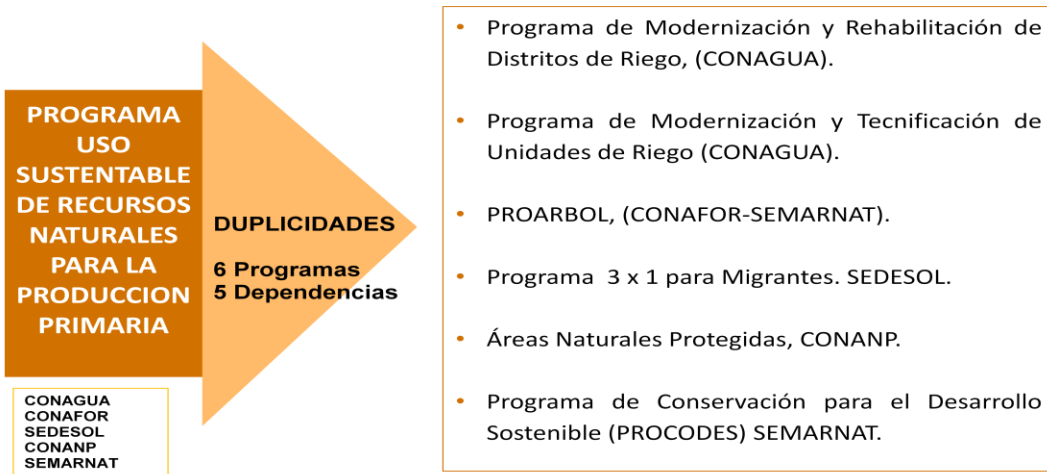 PROGRAMA
USO
SUSTENTABLE
DE RECURSOS
NATURALES
PARA LA
PRODUCCION
PRIMARIA
DUPLICIDADES
6 Programas
5 Dependencias
CONAGUA
CONAFOR
SEDESOL
CONANP
SEMARNAT
• Programa de Modernización y Rehabilitación de
Distritos de Riego, (CONAGUA).
• Programa de Modernización y Tecnificación de
Unidades de Riego (CONAGUA).
• PROARBOL, (CONAFOR-SEMARNAT).
• Programa 3 x 1 para Migrantes. SEDESOL.
• Áreas Naturales Protegidas, CONANP.
• Programa de Conservación para el Desarrollo
Sostenible (PROCODES) SEMARNAT.